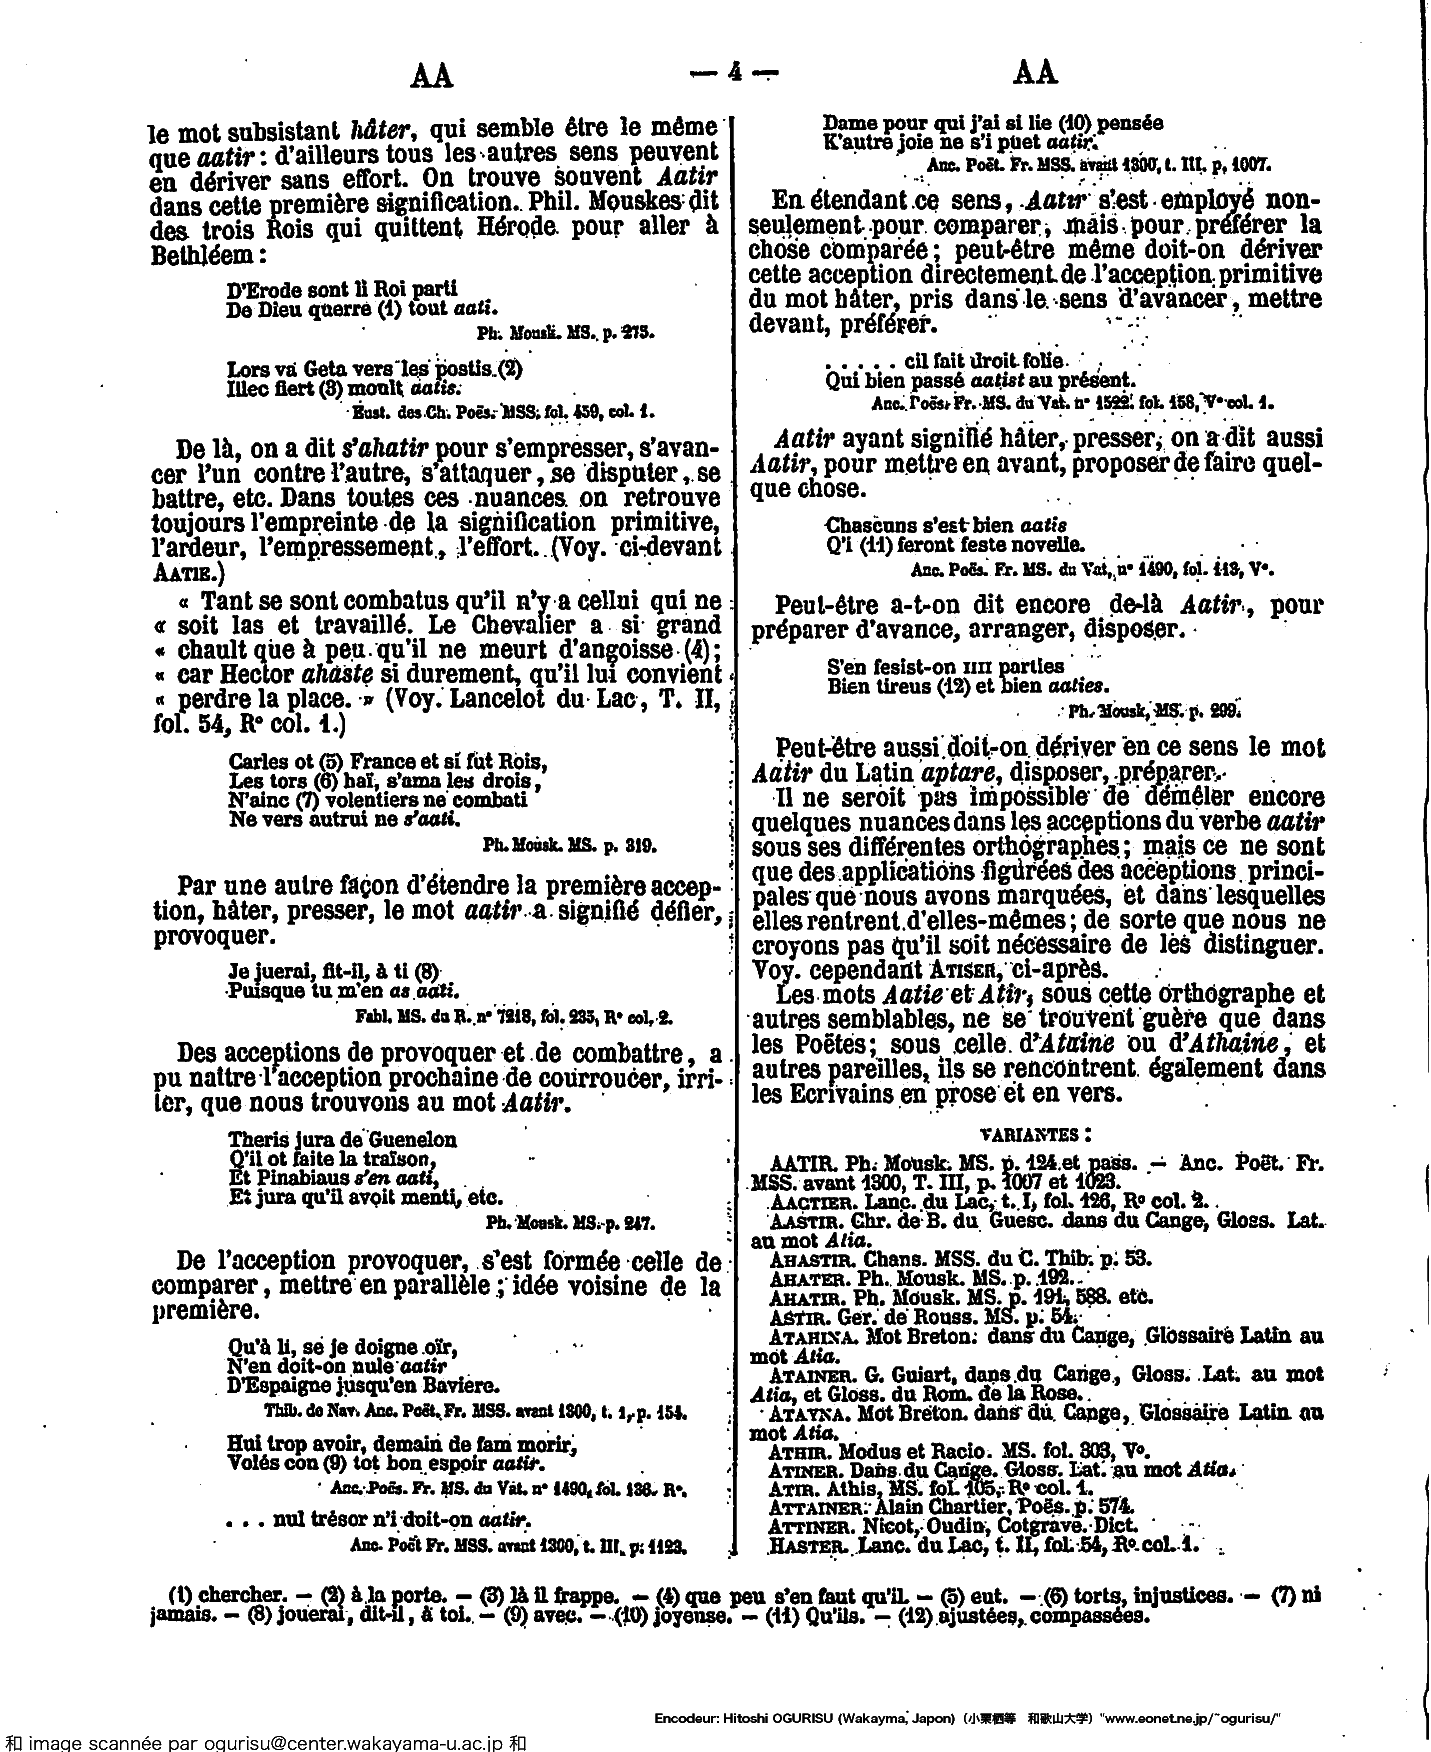 AA — 4 — AA
le mot subsistant hâter, qui semble être le même
que aatir : d'ailleurs tous les autres sens peuvent
en dériver sans effort. On trouve souvent Aatir
dans cette première signification. Phil. Mouskes dit
des trois Rois qui quittent Hérode pour aller à
Bethléem :
D'Erode sont li Roi parti
De Dieu querre (1) tout aati.
Ph. Mousk. MS. p. 275.
Lors va Geta vers les postis (2)
Illec fiert (3) moult aatis.
Eust. des Ch. Poës. MSS. fol. 459, col. 1.
De là, on a dit s'ahatir pour s'empresser, s'avan-
cer l'un contre l'autre, s'attaquer, se disputer, se
battre, etc. Dans toutes ces nuances on retrouve
toujours l'empreinte de la signification primitive,
l'ardeur, l'empressement, l'effort. (Voy. ci-devant
AATIE.)
« Tant se sont combatus qu'il n'y a cellui qui ne
« soit las et travaillé. Le Chevalier a si grand
« chault que à peu qu'il ne meurt d'angoisse (4) ;
« car Hector ahaste si durement, qu'il lui convient
« perdre la place. » (Voy. Lancelot du Lac, T. II,
fol. 54, R° col. 1.)
Carles ot (5) France et si fut Rois,
Les tors (6) haï, s'ama les drois,
N'ainc (7) volentiers ne combati
Ne vers autrui ne s'aati.
Ph. Mousk. MS. p. 319.
Par une autre façon d'étendre la première accep-
tion, hâter, presser, le mot aatir a signifié défier,
provoquer.
Je juerai, fit-il, à ti (8)
Puisque tu m'en as aati.
Fabl. MS. du R. n° 7218, fol. 235, R° col. 2.
Des acceptions de provoquer et de combattre, a
pu naître l'acception prochaine de courroucer, irri-
ter, que nous trouvons au mot Aatir.
Theris jura de Guenelon
Q'il ot faite la traïson,
Et Pinabiaus s'en aati,
Et jura qu'il avoit menti, etc.
Ph. Mousk. MS. p. 247.
De l'acception provoquer, s'est formée celle de
comparer, mettre en parallèle ; idée voisine de la
première.
Qu'à li, se je doigne oïr,
N'en doit-on nule aatir
D'Espaigne jusqu'en Baviere.
Thib. de Nav. Anc. Poët. Fr. MSS. avant 1300, t. 1, p. 154.
Hui trop avoir, demain de fam morir,
Volés con (9) tot bon espoir aatir.
Anc. Poës. Fr. MS. du Vat. n° 1490, fol. 136. R°.
. . . nul trésor n'i doit-on aatir.
Anc. Poët Fr. MSS. avant 1300, t. III, p. 1123.
Dame pour qui j'ai si lie (10) pensée
K'autre joie ne s'i puet aatir.
Anc. Poët. Fr. MSS. avant 1300, t. III, p. 1007.
En étendant ce sens, Aatir s'est employé non-
seulement pour comparer, mais pour préférer la
chose comparée ; peut-être même doit-on dériver
cette acception directement de l'acception primitive
du mot hâter, pris dans le sens d'avancer, mettre
devant, préférer.
. . . . . cil fait droit folie
Qui bien passé aatist au présent.
Anc. Poës. Fr. MS. du Vat. n° 1522. fol. 158, V° col. 1.
Aatir ayant signifié hâter, presser, on a dit aussi
Aatir, pour mettre en avant, proposer de faire quel-
que chose.
Chascuns s'est bien aatis
Q'i (11) feront feste novelle.
Anc. Poës. Fr. MS. du Vat. n° 1490, fol. 113, V°.
Peut-être a-t-on dit encore de-là Aatir, pour
préparer d'avance, arranger, disposer.
S'en fesist-on IIII parties
Bien tireus (12) et bien aaties.
Ph. Mousk, MS. p. 299.
Peut-être aussi doit-on dériver en ce sens le mot
Aatir du Latin aptare, disposer, préparer.
Il ne seroit pas impossible de démêler encore
quelques nuances dans les acceptions du verbe aatir
sous ses différentes orthographes ; mais ce ne sont
que des applications figurées des acceptions princi-
pales que nous avons marquées, et dans lesquelles
elles rentrent d'elles-mêmes ; de sorte que nous ne
croyons pas qu'il soit nécessaire de les distinguer.
Voy. cependant ATISER, ci-après.
Les mots Aatie et Atir, sous cette orthographe et
autres semblables, ne se trouvent guère que dans
les Poëtes ; sous celle d'Ataine ou d'Athaine, et
autres pareilles, ils se rencontrent également dans
les Ecrivains en prose et en vers.
VARIANTES :
AATIR. Ph. Mousk. MS. p. 124 et pass. — Anc. Poët. Fr.
MSS. avant 1300, T. III, p. 1007 et 1023.
AACTIER. Lanc. du Lac, t. I, fol. 126, R° col. 2.
AASTIR. Chr. de B. du Guesc. dans du Cange, Gloss. Lat.
au mot Atia.
AHASTIR. Chans. MSS. du C. Thib. p. 53.
AHATER. Ph. Mousk. MS. p. 192.
AHATIR. Ph. Mousk. MS. p. 191, 588. etc.
ASTIR. Ger. de Rouss. MS. p. 54.
ATAHINA. Mot Breton. dans du Cange, Glossaire Latin au
mot Atia.
ATAINER. G. Guiart, dans du Cange, Gloss. Lat. au mot
Atia, et Gloss. du Rom. de la Rose.
ATAYNA. Mot Breton. dans du Cange, Glossaire Latin au
mot Atia.
ATHIR. Modus et Racio. MS. fol. 303, V°.
ATINER. Dans du Cange. Gloss. Lat. au mot Atia.
ATIR. Athis, MS. fol. 105, R° col. 1.
ATTAINER. Alain Chartier, Poës. p. 574.
ATTINER. Nicot, Oudin, Cotgrave. Dict.
HASTER. Lanc. du Lac, t. II, fol. 54, R° col. 1.
(1) chercher. — (2) à la porte. — (3) là il frappe. — (4) que peu s'en faut qu'il. — (5) eut. — (6) torts, injustices. — (7) ni
jamais. — (8) jouerai, dit-il, à toi. — (9) avec. — (10) joyeuse. — (11) Qu'ils. — (12) ajustées, compassées.
Encodeur: Hitoshi OGURISU (Wakayma, Japon) (小栗栖等 和歌山大学) "www.eonet.ne.jp/~ogurisu/"
和 image scannée par ogurisu@center.wakayama-u.ac.jp 和